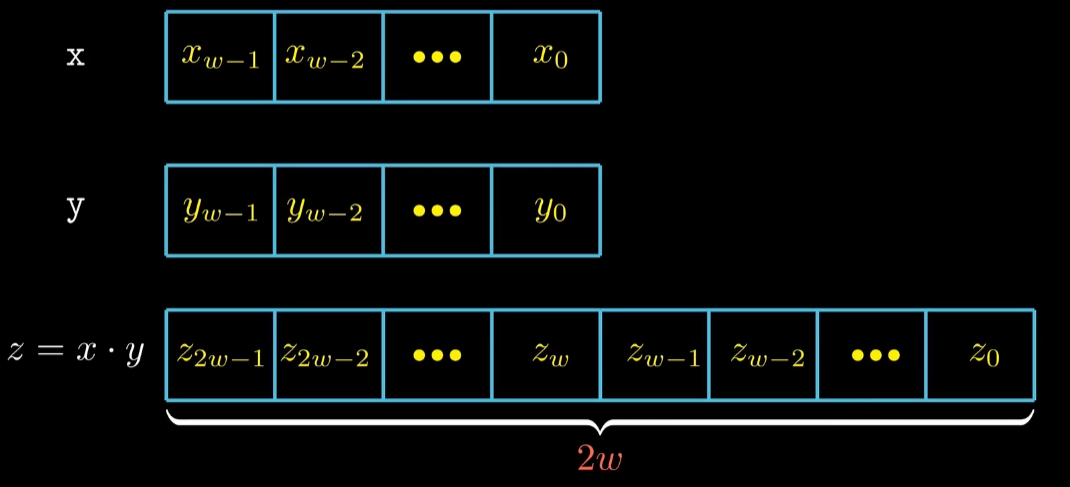 x x_{w-1} x_{w-2} ••• x_0
y y_{w-1} y_{w-2} ••• y_0
z = x · y z_{2w-1} z_{2w-2} ••• z_w z_{w-1} z_{w-2} ••• z_0
2w